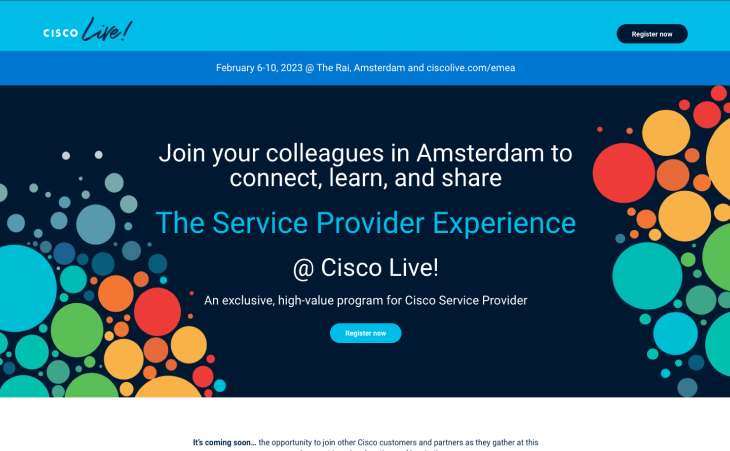 CISCO Live!
Register now
February 6-10, 2023 @ The Rai, Amsterdam and ciscolive.com/emea
Join your colleagues in Amsterdam to
connect, learn, and share
The Service Provider Experience
@ Cisco Live!
An exclusive, high-value program for Cisco Service Provider
Register now
It's coming soon... the opportunity to join other Cisco customers and partners as they gather at this